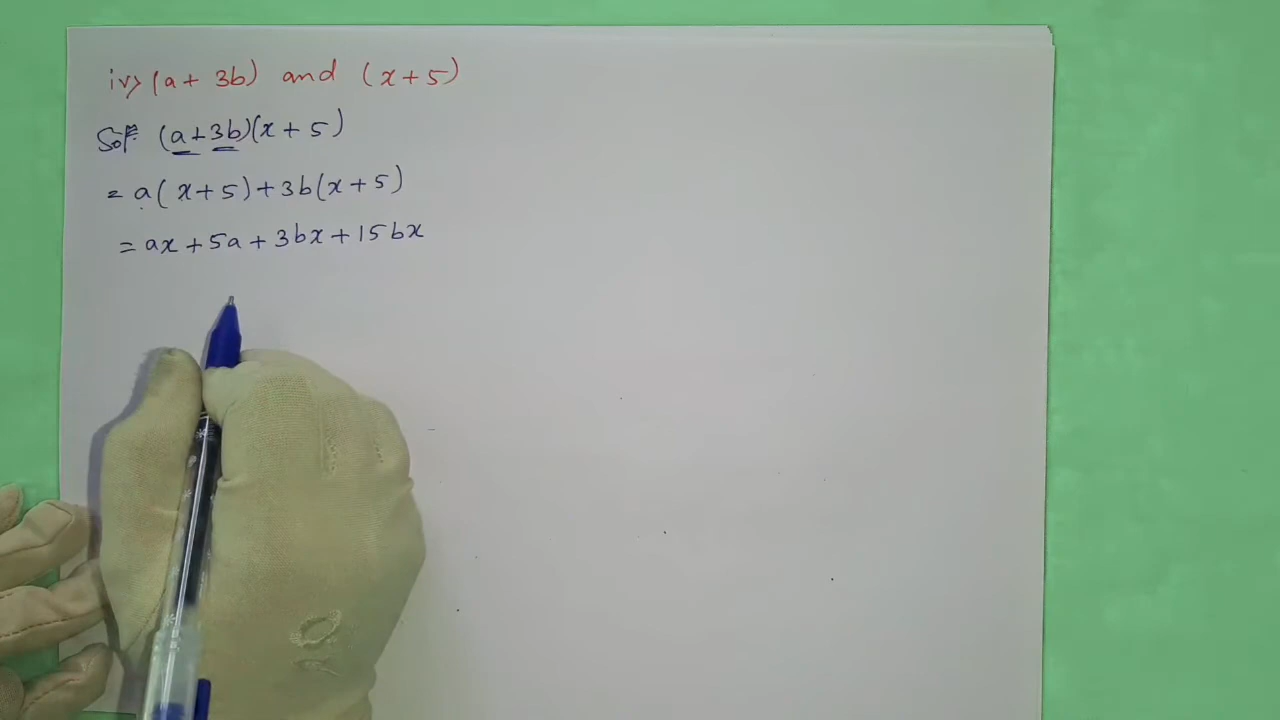 iv> (a + 3b) and (x + 5)
Sol: (a + 3b)(x + 5)
= a(x + 5) + 3b(x + 5)
= ax + 5a + 3bx + 15bx